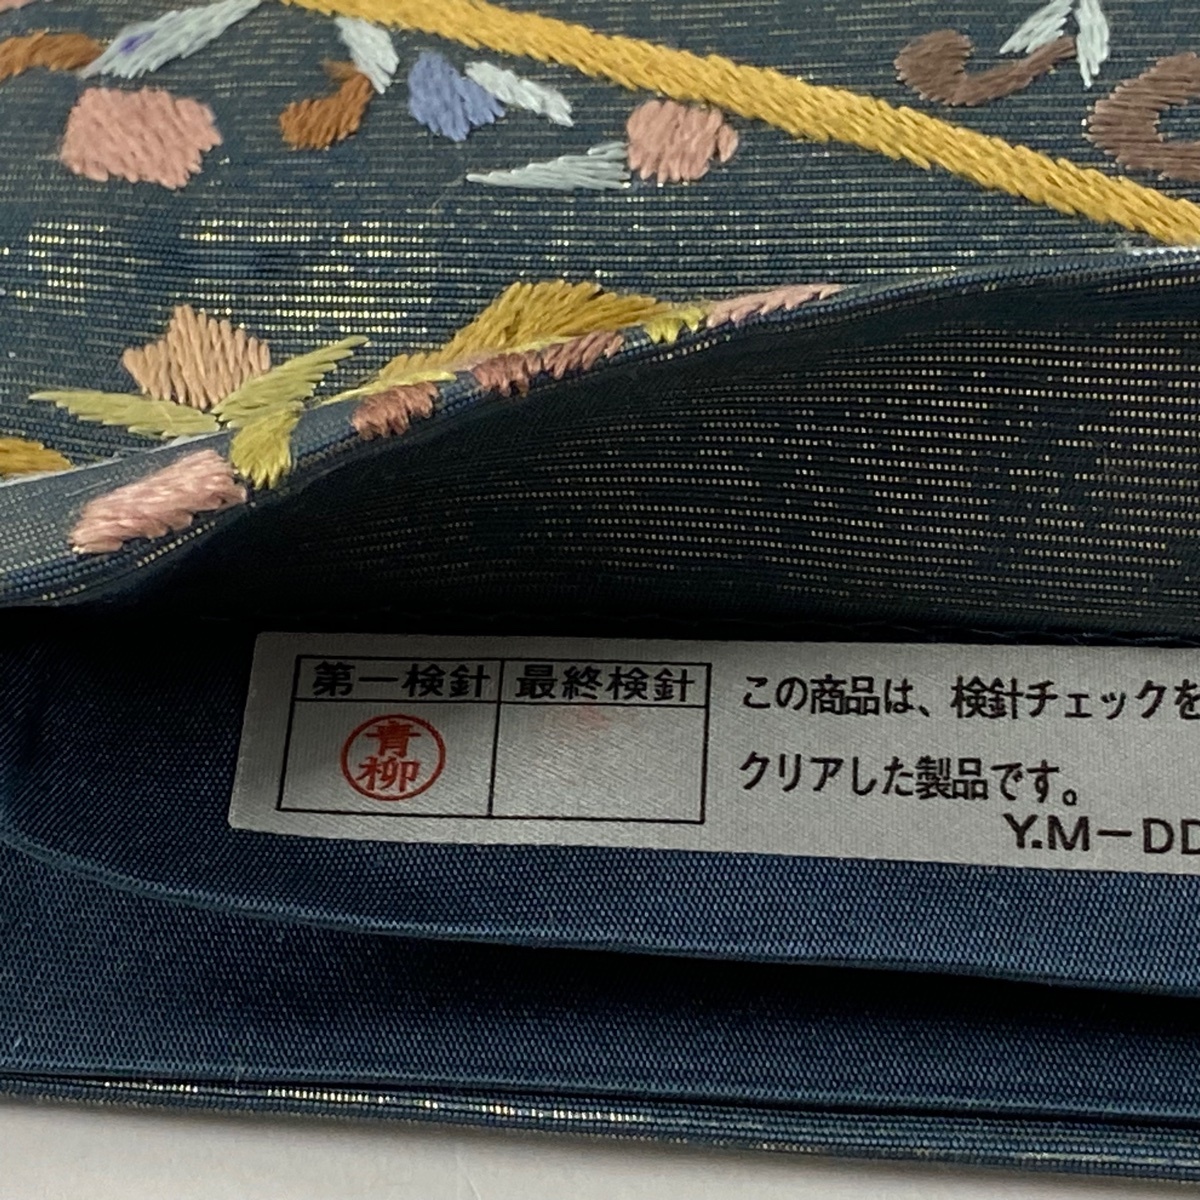 第一検針 最終検針
青柳
この商品は、検針チェックを
クリアした製品です。
Y.M-DD